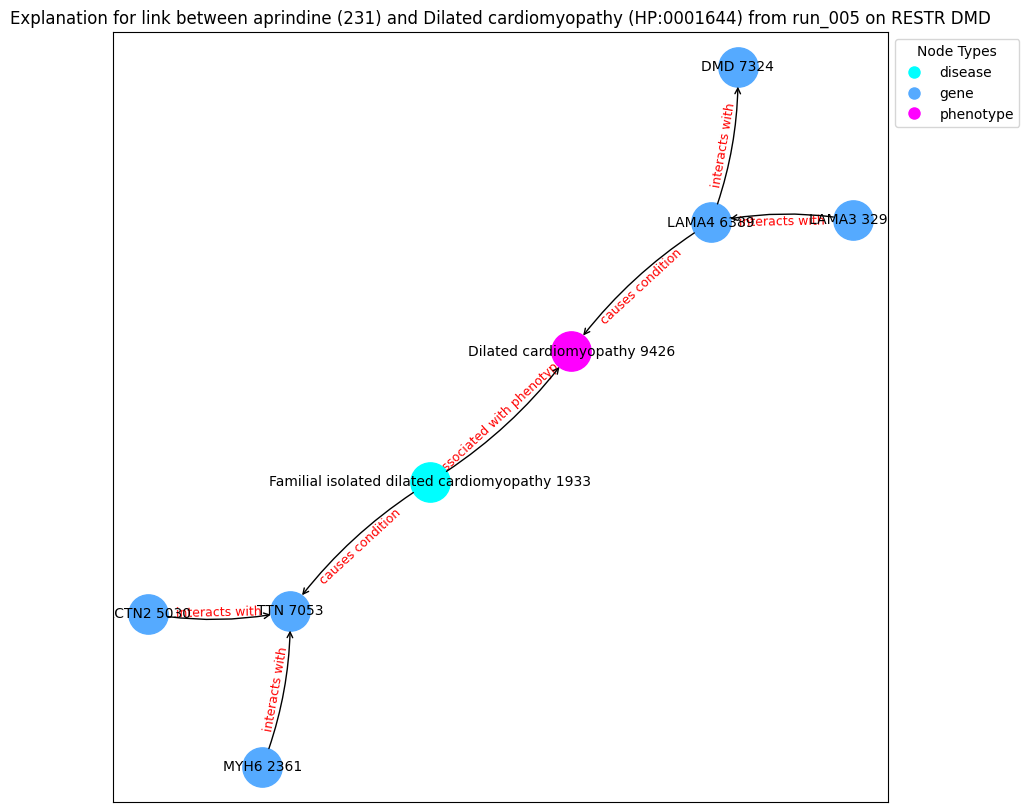 Explanation for link between aprindine (231) and Dilated cardiomyopathy (HP:0001644) from run_005 on RESTR DMD
Node Types
disease
gene
phenotype
DMD 7324
interacts with
LAMA4 6389
interacts with
LAMA3 329
causes condition
Dilated cardiomyopathy 9426
ssociated with phenotyp
Familial isolated dilated cardiomyopathy 1933
causes condition
CTN2 5030
interacts with
TTN 7053
interacts with
MYH6 2361